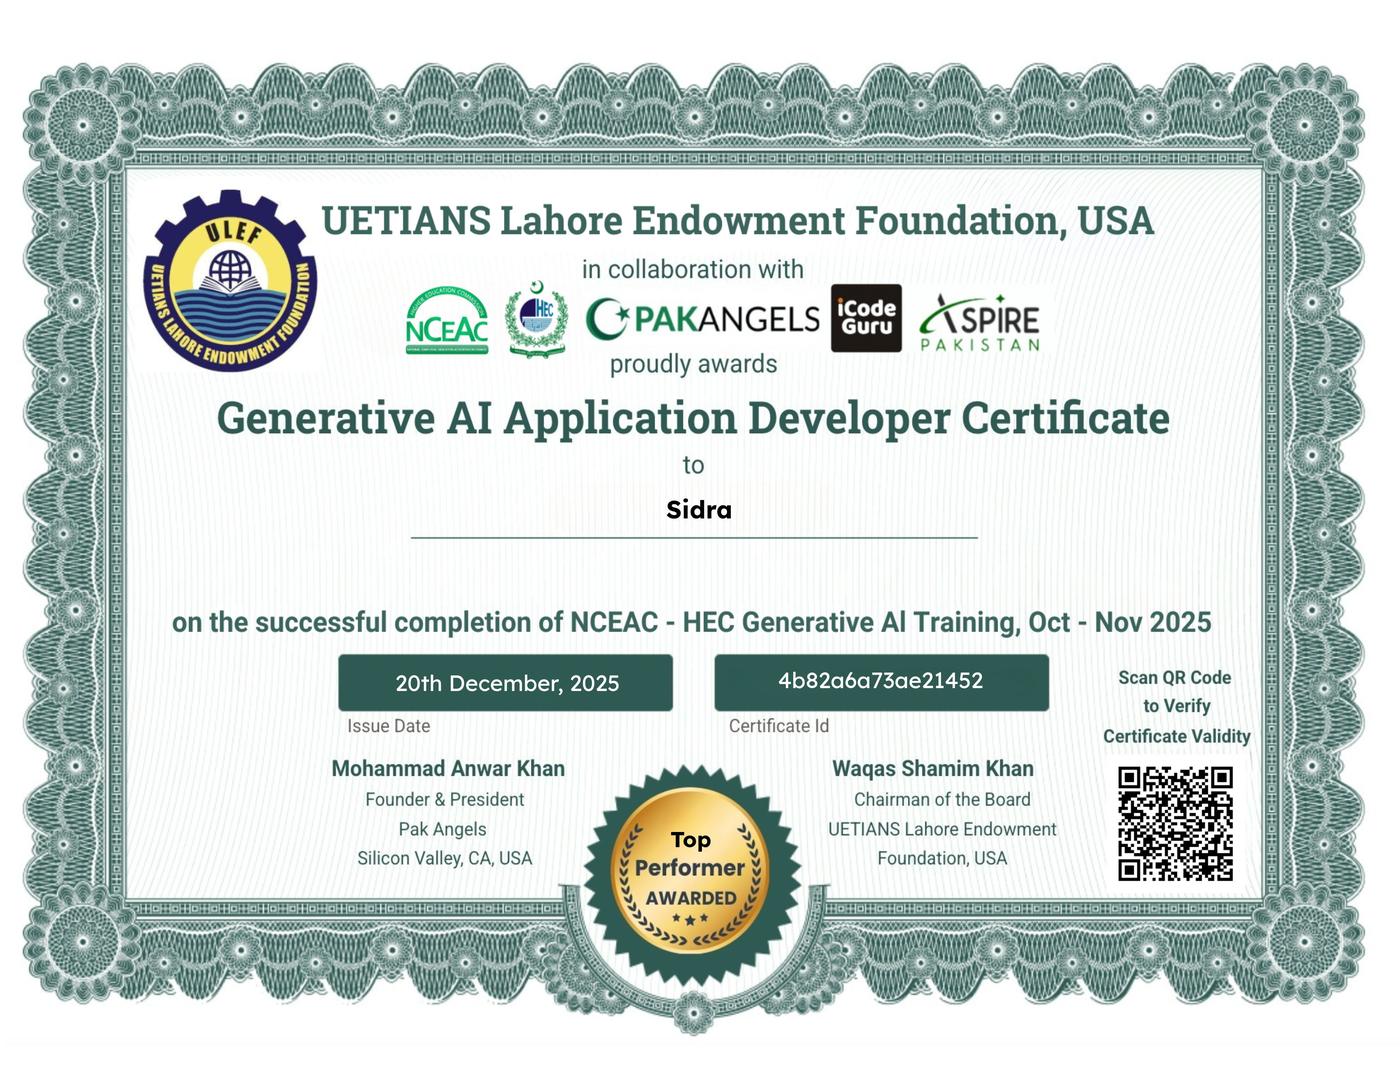 ULEF
UETIANS LAHORE ENDOWMENT FOUNDATION
UETIANS Lahore Endowment Foundation, USA
in collaboration with
HIGHER EDUCATION COMMISSION
NCEAC
HEC
PAKANGELS
iCode
Guru
ASPIRE
PAKISTAN
proudly awards
Generative AI Application Developer Certificate
to
Sidra
on the successful completion of NCEAC - HEC Generative Al Training, Oct - Nov 2025
20th December, 2025
4b82a6a73ae21452
Issue Date
Certificate Id
Scan QR Code
to Verify
Certificate Validity
Mohammad Anwar Khan
Founder & President
Pak Angels
Silicon Valley, CA, USA
Top
Performer
AWARDED
Waqas Shamim Khan
Chairman of the Board
UETIANS Lahore Endowment
Foundation, USA